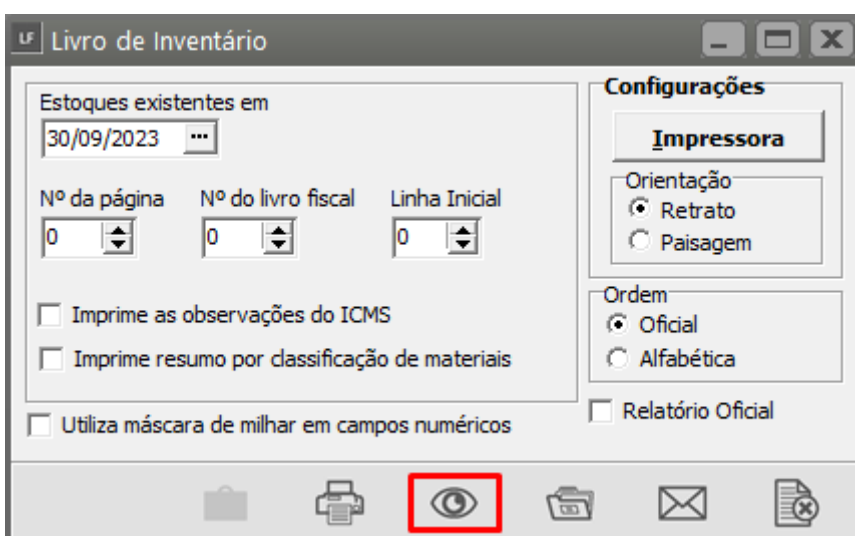 LF Livro de Inventário
Estoques existentes em
30/09/2023 ...
Nº da página Nº do livro fiscal Linha Inicial
0 0 0
Imprime as observações do ICMS
Imprime resumo por classificação de materiais
Utiliza máscara de milhar em campos numéricos
Configurações
Impressora
Orientação
Retrato
Paisagem
Ordem
Oficial
Alfabética
Relatório Oficial